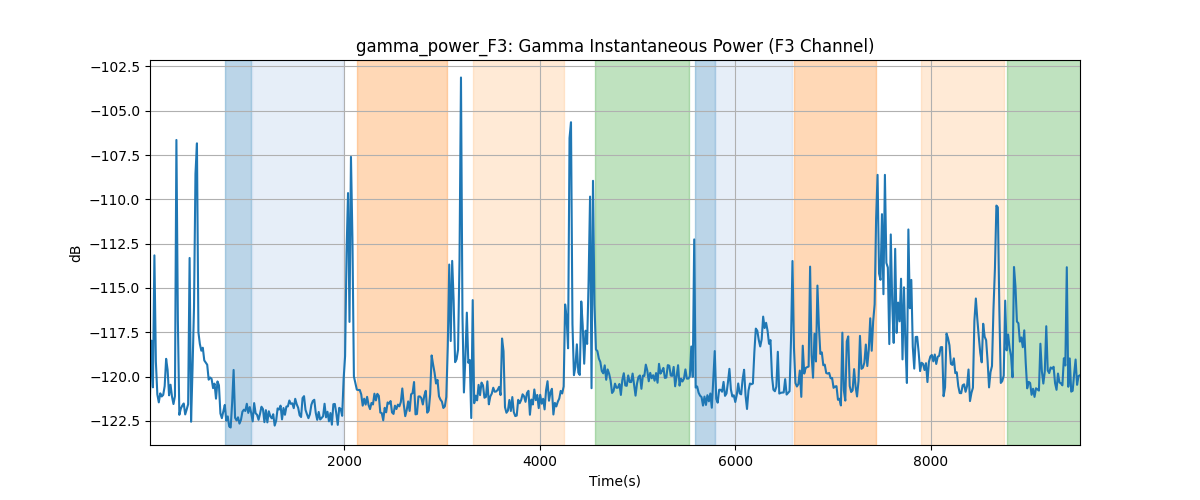 gamma_power_F3: Gamma Instantaneous Power (F3 Channel)
−102.5
−105.0
−107.5
−110.0
−112.5
−115.0
−117.5
−120.0
−122.5
dB
2000 4000 6000 8000
Time(s)